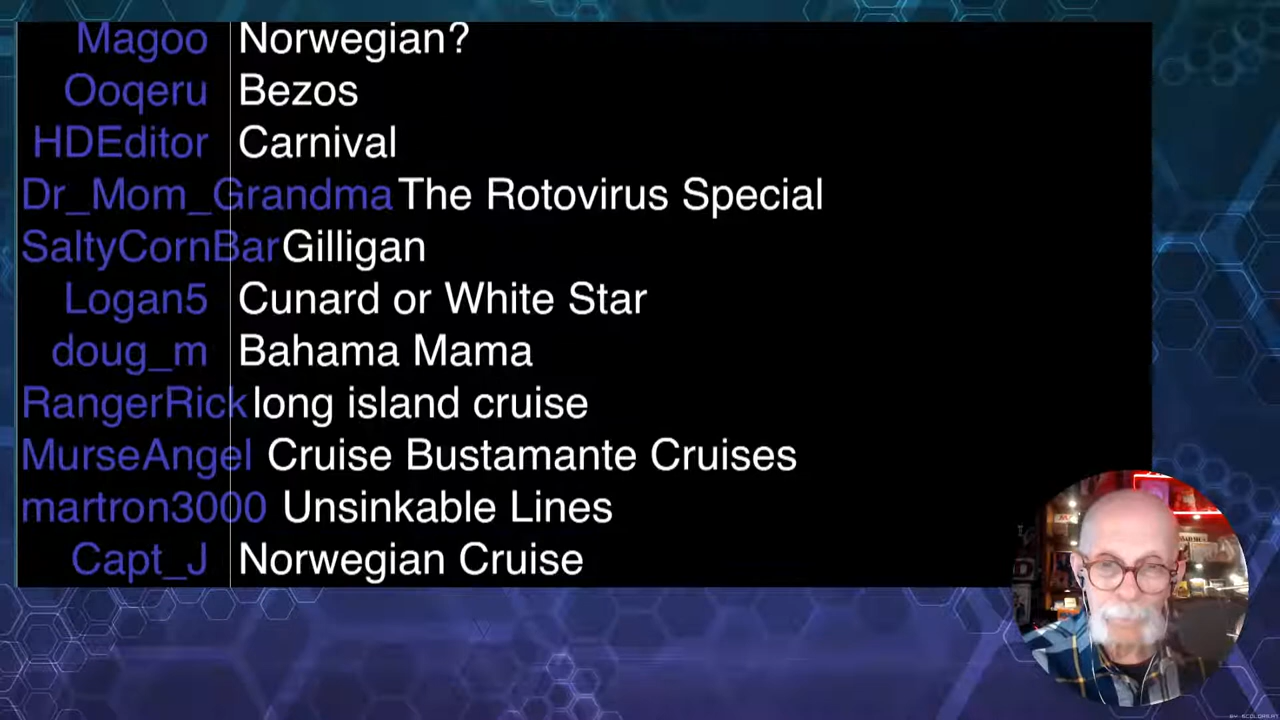 Magoo Norwegian?
Ooqeru Bezos
HDEditor Carnival
Dr_Mom_Grandma The Rotovirus Special
SaltyCornBar Gilligan
Logan5 Cunard or White Star
doug_m Bahama Mama
RangerRick long island cruise
MurseAngel Cruise Bustamante Cruises
martron3000 Unsinkable Lines
Capt_J Norwegian Cruise